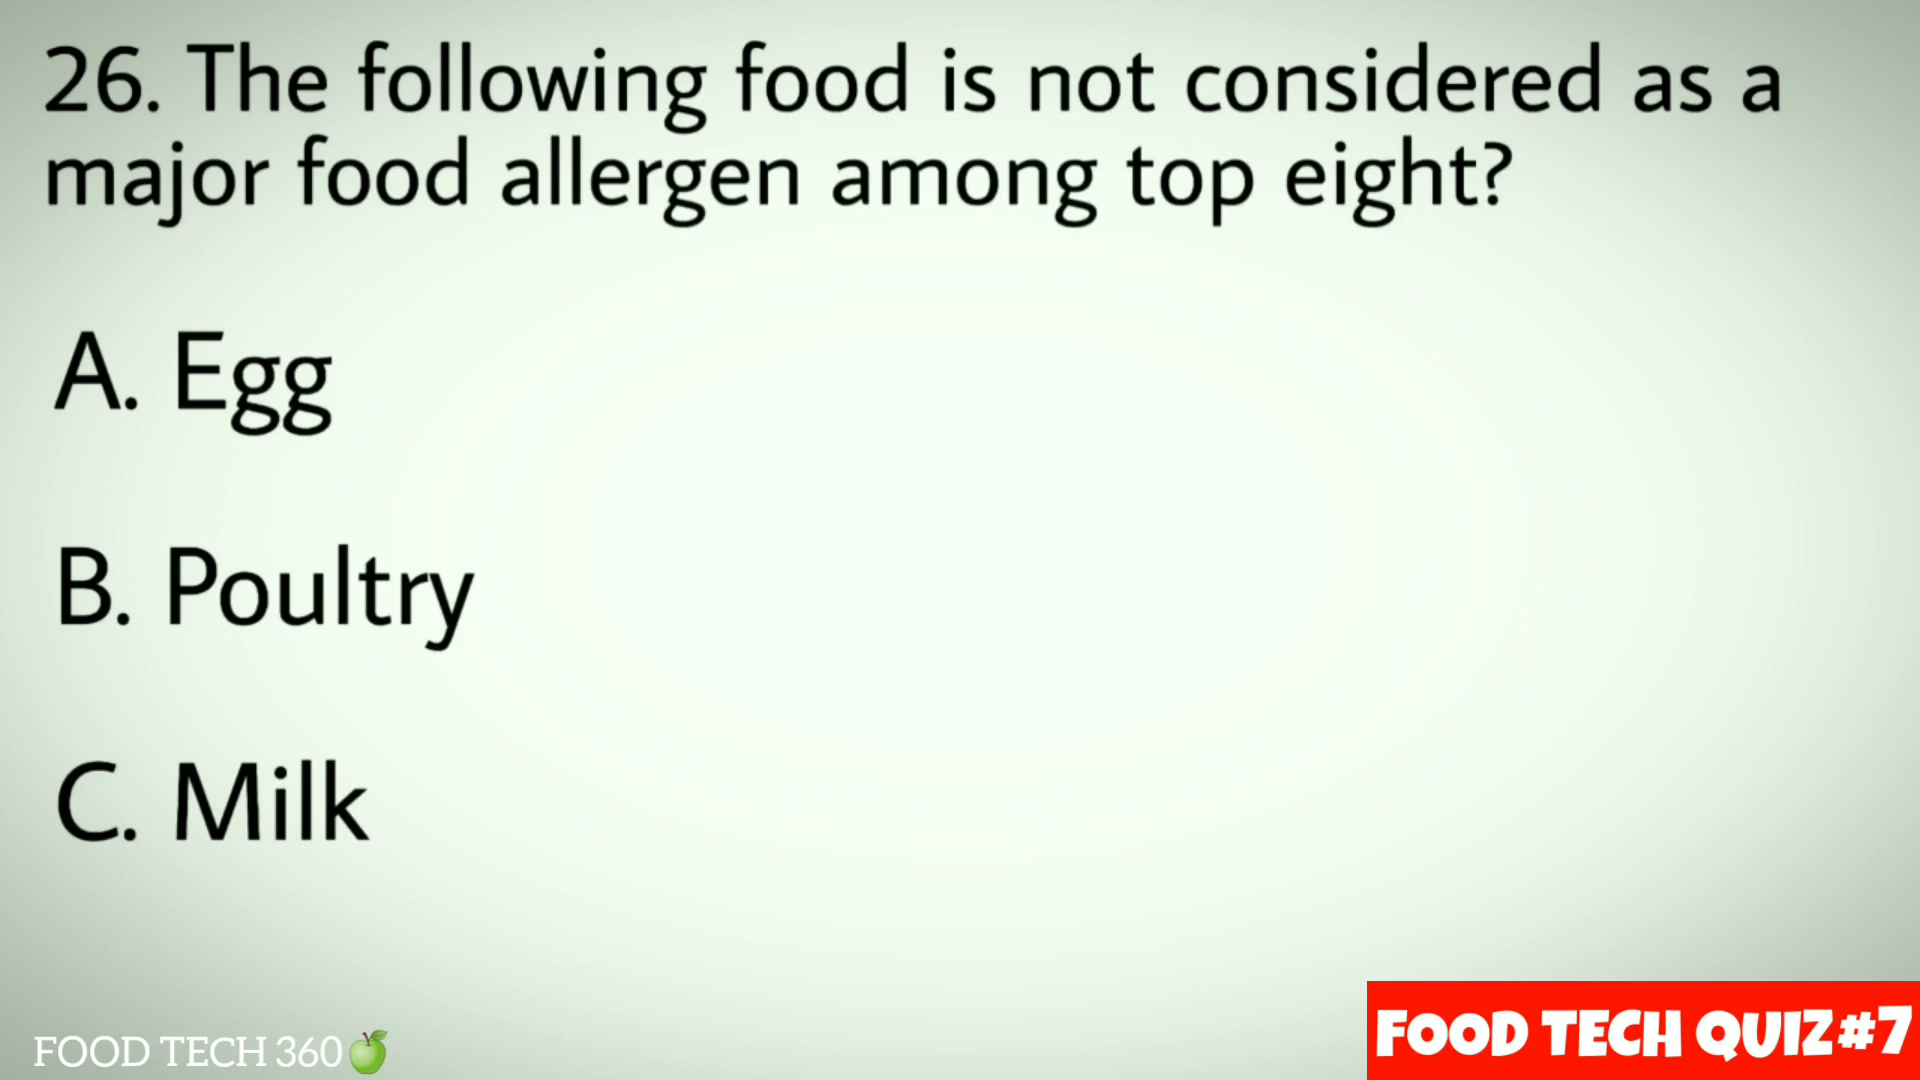 26. The following food is not considered as a
major food allergen among top eight?
A. Egg
B. Poultry
C. Milk
FOOD TECH 360
FOOD TECH QUIZ#7